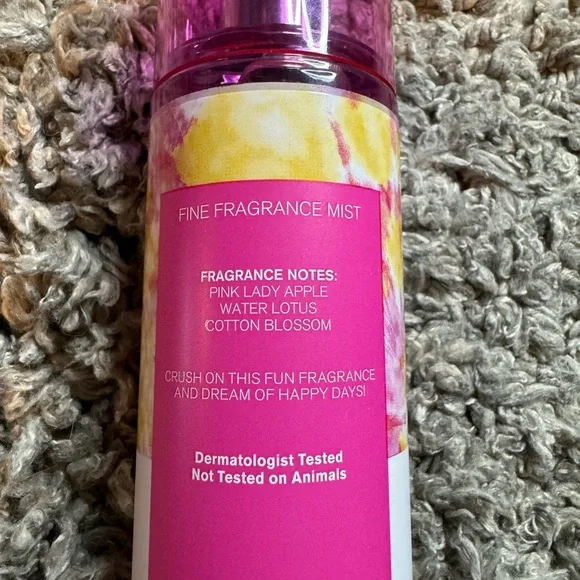 FINE FRAGRANCE MIST
FRAGRANCE NOTES:
PINK LADY APPLE
WATER LOTUS
COTTON BLOSSOM
CRUSH ON THIS FUN FRAGRANCE
AND DREAM OF HAPPY DAYS!
Dermatologist Tested
Not Tested on Animals